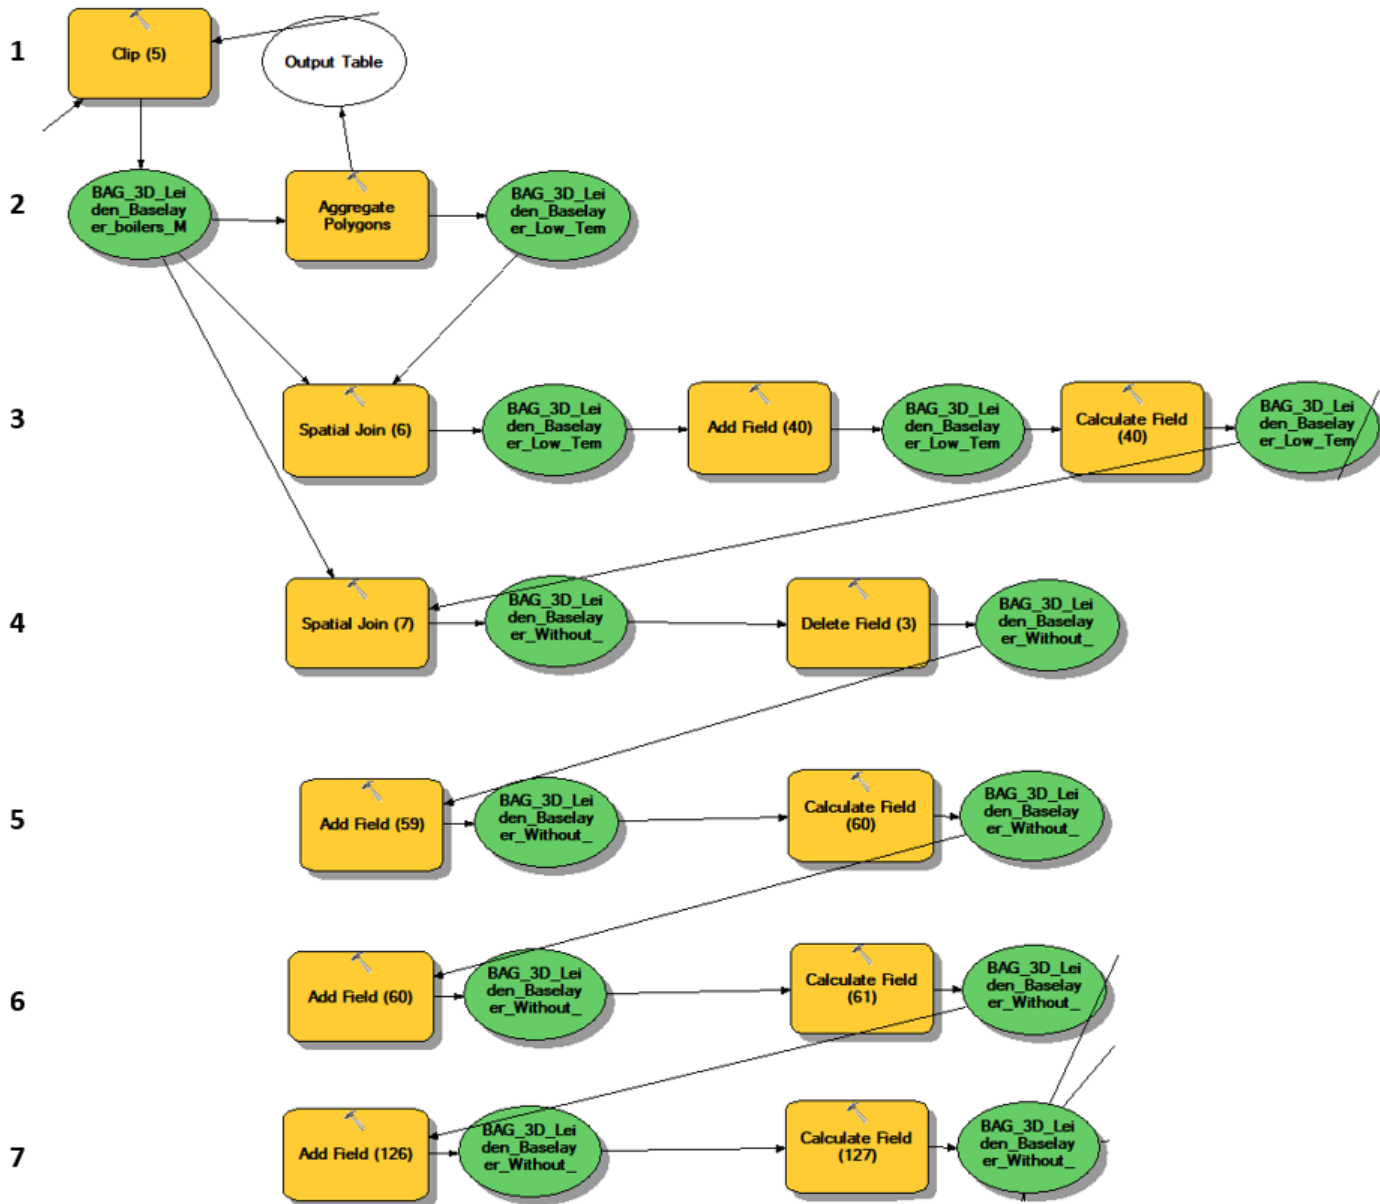 1
Clip (5)
Output Table
2
BAG_3D_Lei
den_Baselay
er_boilers_M
Aggregate
Polygons
BAG_3D_Lei
den_Baselay
er_Low_Tem
3
Spatial Join (6)
BAG_3D_Lei
den_Baselay
er_Low_Tem
Add Field (40)
BAG_3D_Lei
den_Baselay
er_Low_Tem
Calculate Field
(40)
BAG_3D_Lei
den_Baselay
er_Low_Tem
4
Spatial Join (7)
BAG_3D_Lei
den_Baselay
er_Without_
Delete Field (3)
BAG_3D_Lei
den_Baselay
er_Without_
5
Add Field (59)
BAG_3D_Lei
den_Baselay
er_Without_
Calculate Field
(60)
BAG_3D_Lei
den_Baselay
er_Without_
6
Add Field (60)
BAG_3D_Lei
den_Baselay
er_Without_
Calculate Field
(61)
BAG_3D_Lei
den_Baselay
er_Without_
7
Add Field (126)
BAG_3D_Lei
den_Baselay
er_Without_
Calculate Field
(127)
BAG_3D_Lei
den_Baselay
er_Without_